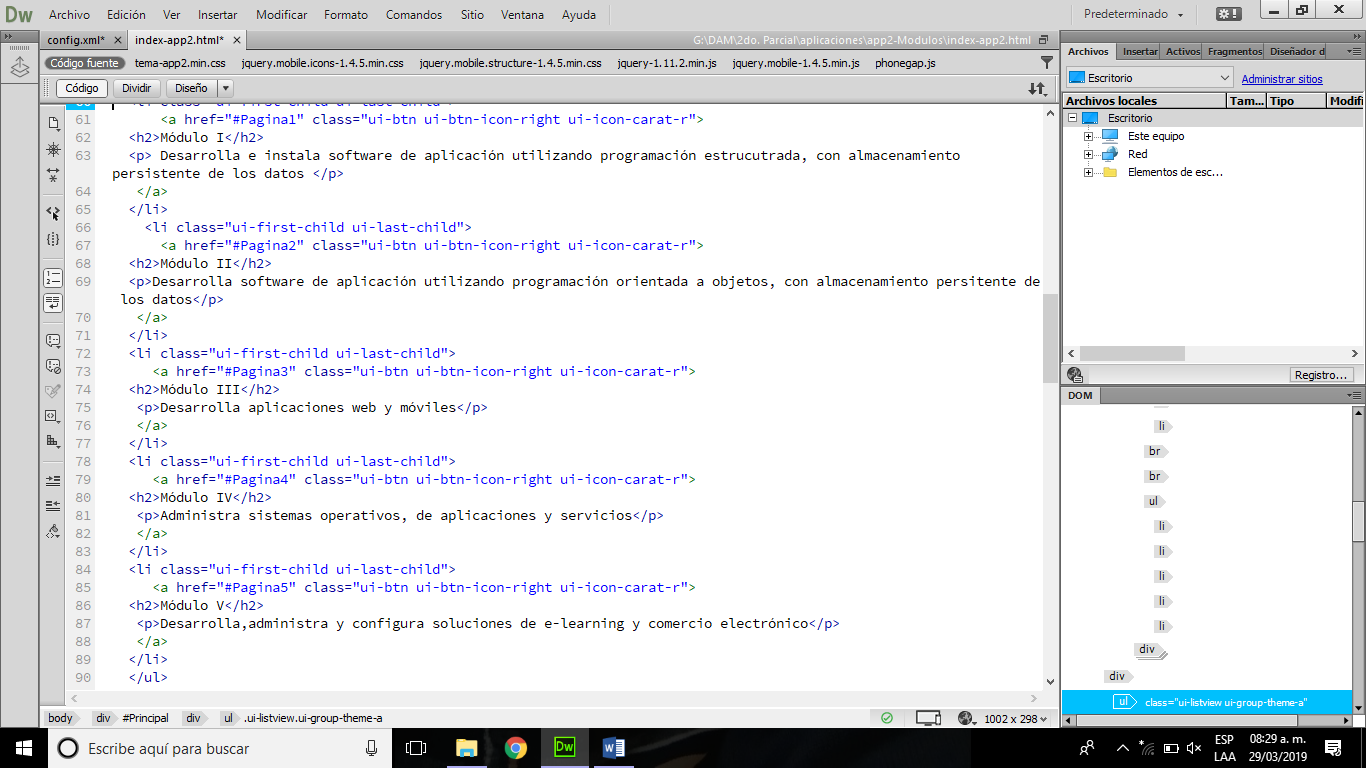 Dw Archivo Edición Ver Insertar Modificar Formato Comandos Sitio Ventana Ayuda Predeterminado
config.xml* index-app2.html* G:\DAM\2do. Parcial\aplicaciones\app2-Modulos\index-app2.html
Código fuente tema-app2.min.css jquery.mobile.icons-1.4.5.min.css jquery.mobile.structure-1.4.5.min.css jquery-1.11.2.min.js jquery.mobile-1.4.5.min.js phonegap.js
Código Dividir Diseño
61 <a href="#Pagina1" class="ui-btn ui-btn-icon-right ui-icon-carat-r">
62 <h2>Módulo I</h2>
63 <p> Desarrolla e instala software de aplicación utilizando programación estrucutrada, con almacenamiento
persistente de los datos </p>
64 </a>
65 </li>
66 <li class="ui-first-child ui-last-child">
67 <a href="#Pagina2" class="ui-btn ui-btn-icon-right ui-icon-carat-r">
68 <h2>Módulo II</h2>
69 <p>Desarrolla software de aplicación utilizando programación orientada a objetos, con almacenamiento persitente de
los datos</p>
70 </a>
71 </li>
72 <li class="ui-first-child ui-last-child">
73 <a href="#Pagina3" class="ui-btn ui-btn-icon-right ui-icon-carat-r">
74 <h2>Módulo III</h2>
75 <p>Desarrolla aplicaciones web y móviles</p>
76 </a>
77 </li>
78 <li class="ui-first-child ui-last-child">
79 <a href="#Pagina4" class="ui-btn ui-btn-icon-right ui-icon-carat-r">
80 <h2>Módulo IV</h2>
81 <p>Administra sistemas operativos, de aplicaciones y servicios</p>
82 </a>
83 </li>
84 <li class="ui-first-child ui-last-child">
85 <a href="#Pagina5" class="ui-btn ui-btn-icon-right ui-icon-carat-r">
86 <h2>Módulo V</h2>
87 <p>Desarrolla,administra y configura soluciones de e-learning y comercio electrónico</p>
88 </a>
89 </li>
90 </ul>
body div #Principal div ul .ui-listview.ui-group-theme-a 1002 x 298
Archivos Insertar Activos Fragmentos Diseñador d
Escritorio Administrar sitios
Archivos locales Tam... Tipo Modifi
Escritorio
Este equipo
Red
Elementos de esc...
Registro...
DOM
li
br
br
ul
li
li
li
li
li
div
div
ul class="ui-listview ui-group-theme-a"
Escribe aquí para buscar
Dw
ESP
LAA
08:29 a. m.
29/03/2019